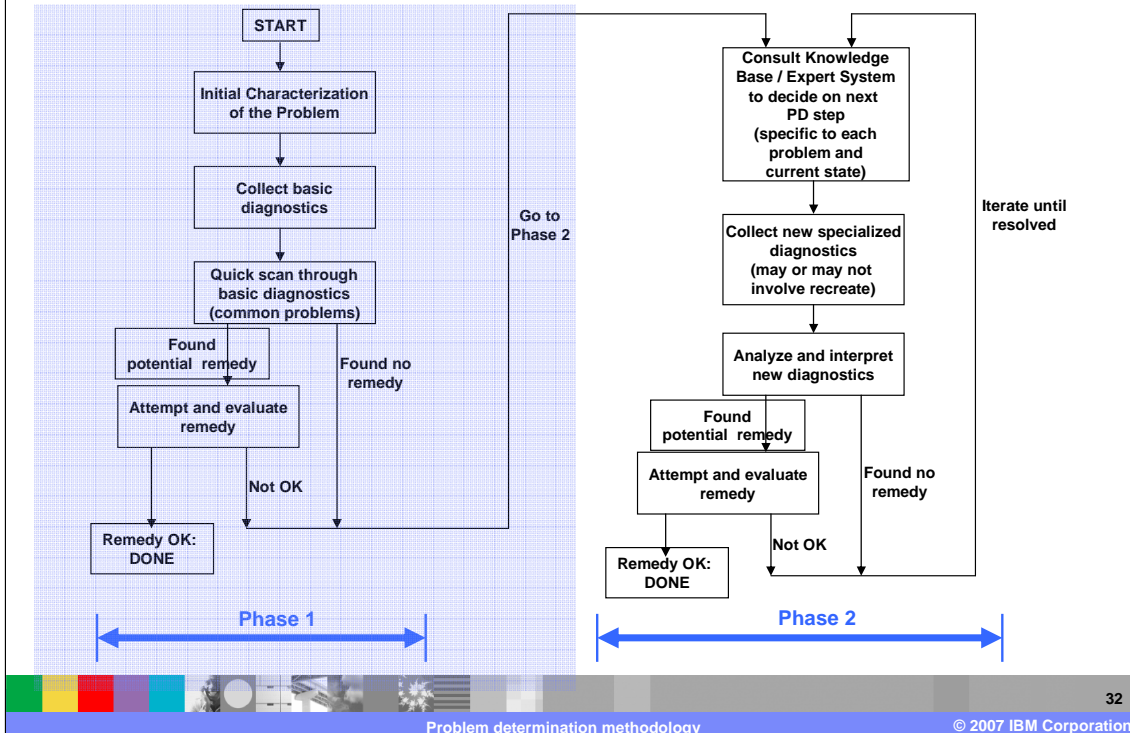 START
Initial Characterization
of the Problem
Collect basic
diagnostics
Quick scan through
basic diagnostics
(common problems)
Found
potential remedy
Found no
remedy
Attempt and evaluate
remedy
Not OK
Remedy OK:
DONE
Go to
Phase 2
Phase 1
Consult Knowledge
Base / Expert System
to decide on next
PD step
(specific to each
problem and
current state)
Collect new specialized
diagnostics
(may or may not
involve recreate)
Iterate until
resolved
Analyze and interpret
new diagnostics
Found
potential remedy
Found no
remedy
Attempt and evaluate
remedy
Not OK
Remedy OK:
DONE
Phase 2
32
Problem determination methodology
© 2007 IBM Corporation